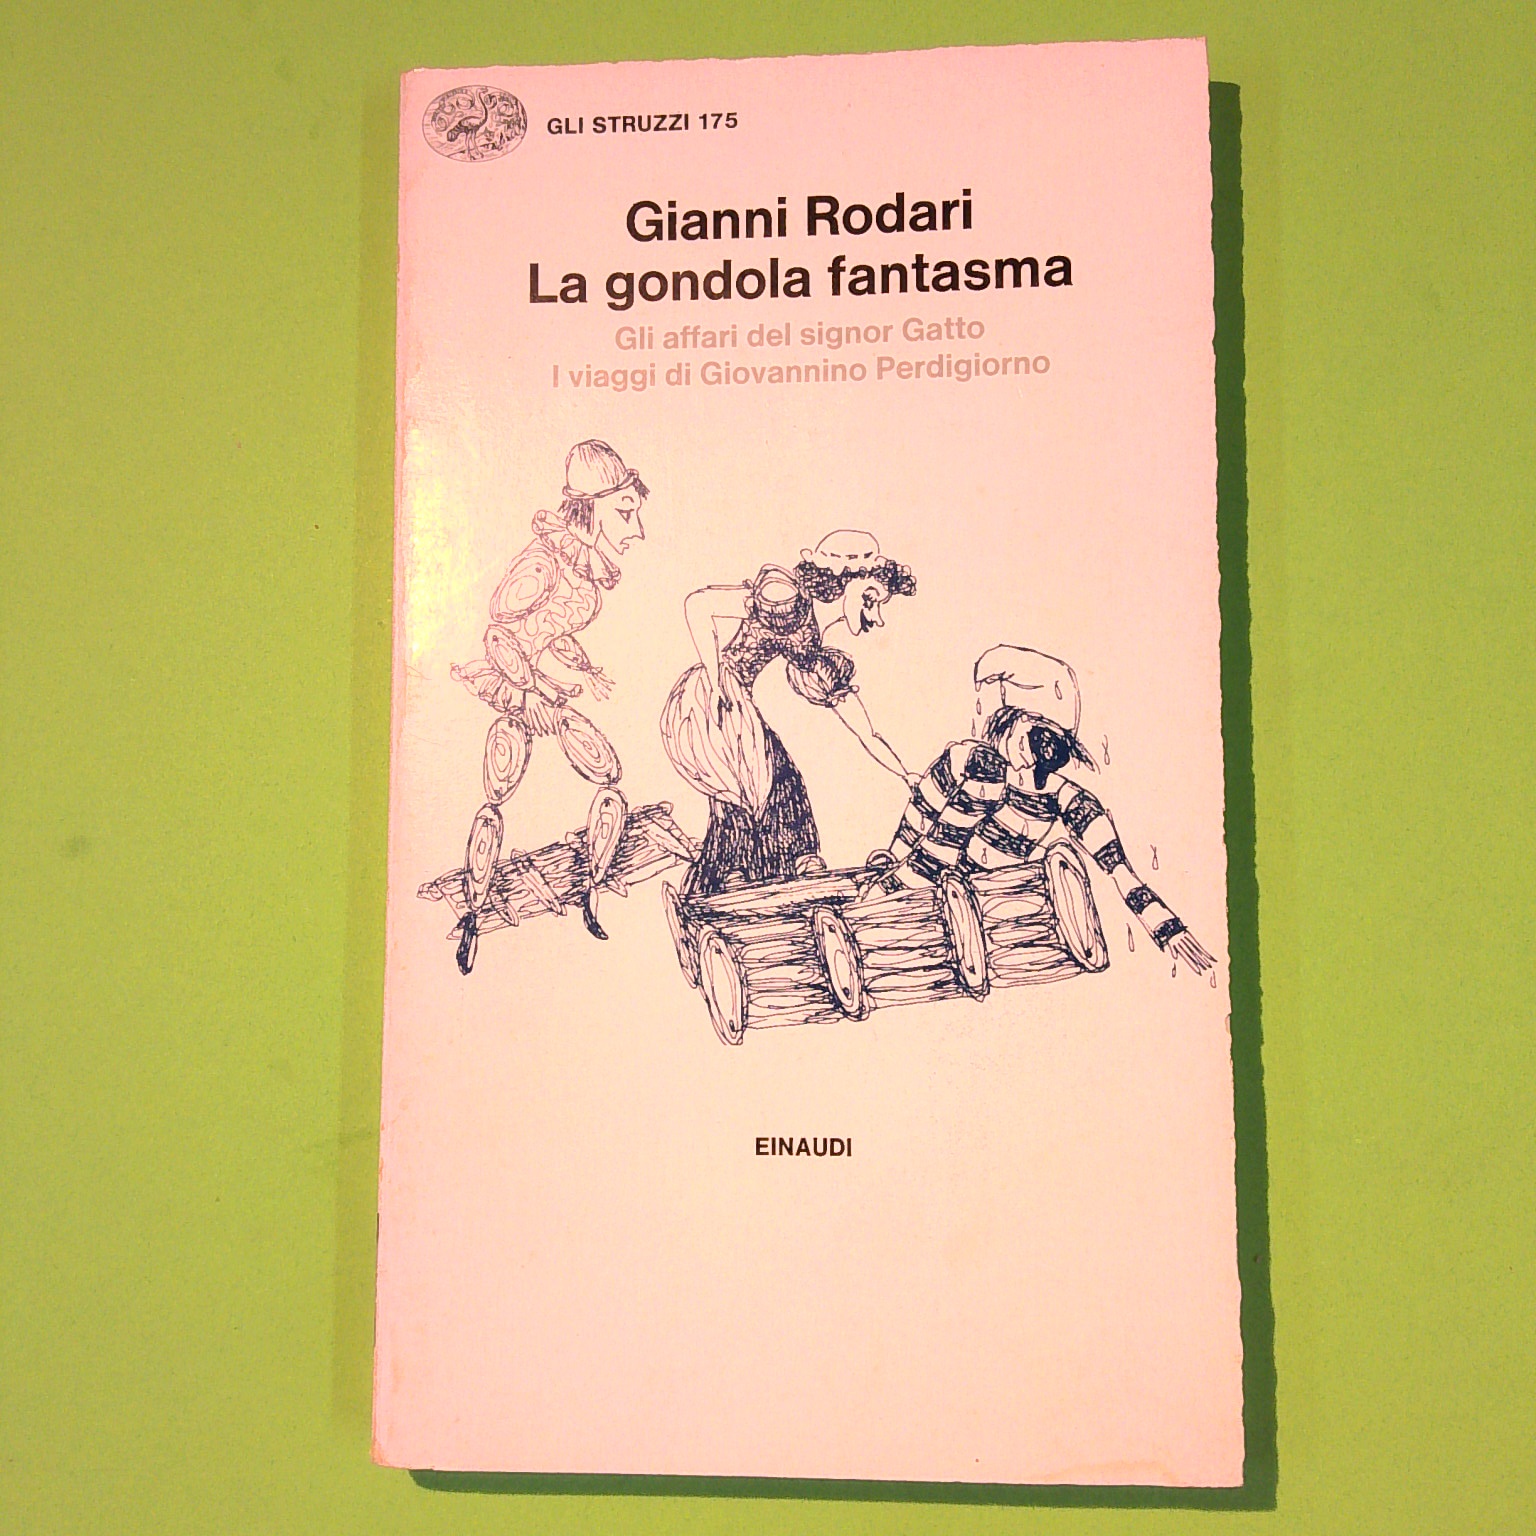 GLI STRUZZI 175
Gianni Rodari
La gondola fantasma
Gli affari del signor Gatto
I viaggi di Giovannino Perdigiorno
EINAUDI